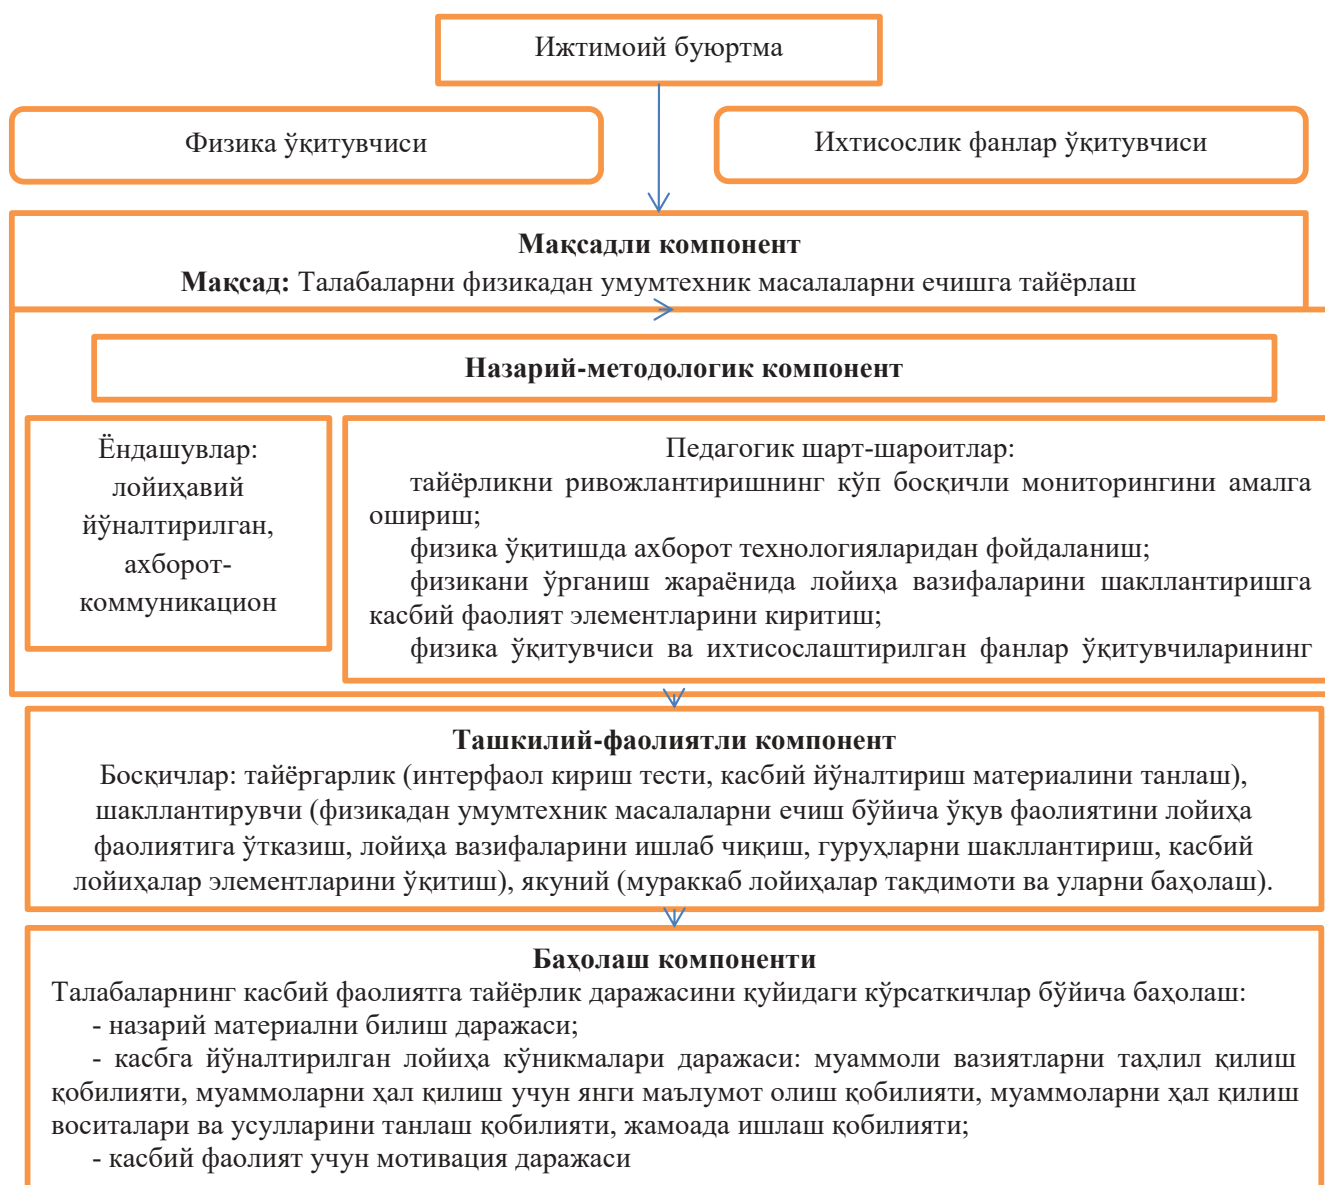 Ижтимоий буюртма
Физика ўқитувчиси
Ихтисослик фанлар ўқитувчиси
Мақсадли компонент
Мақсад: Талабаларни физикадан умумтехник масалаларни ечишга тайёрлаш
Назарий-методологик компонент
Ёндашувлар:
лойиҳавий
йўналтирилган,
ахборот-
коммуникацион
Педагогик шарт-шароитлар:
тайёрликни ривожлантиришнинг кўп босқичли мониторингини амалга
ошириш;
физика ўқитишда ахборот технологияларидан фойдаланиш;
физикани ўрганиш жараёнида лойиҳа вазифаларини шакллантиришга
касбий фаолият элементларини киритиш;
физика ўқитувчиси ва ихтисослаштирилган фанлар ўқитувчиларининг
Ташкилий-фаолиятли компонент
Босқичлар: тайёргарлик (интерфаол кириш тести, касбий йўналтириш материалини танлаш),
шакллантирувчи (физикадан умумтехник масалаларни ечиш бўйича ўқув фаолиятини лойиҳа
фаолиятига ўтказиш, лойиҳа вазифаларини ишлаб чиқиш, гуруҳларни шакллантириш, касбий
лойиҳалар элементларини ўқитиш), якуний (мураккаб лойиҳалар тақдимоти ва уларни баҳолаш).
Баҳолаш компоненти
Талабаларнинг касбий фаолиятга тайёрлик даражасини қуйидаги кўрсаткичлар бўйича баҳолаш:
- назарий материални билиш даражаси;
- касбга йўналтирилган лойиҳа кўникмалари даражаси: муаммоли вазиятларни таҳлил қилиш
қобилияти, муаммоларни ҳал қилиш учун янги маълумот олиш қобилияти, муаммоларни ҳал қилиш
воситалари ва усулларини танлаш қобилияти, жамоада ишлаш қобилияти;
- касбий фаолият учун мотивация даражаси